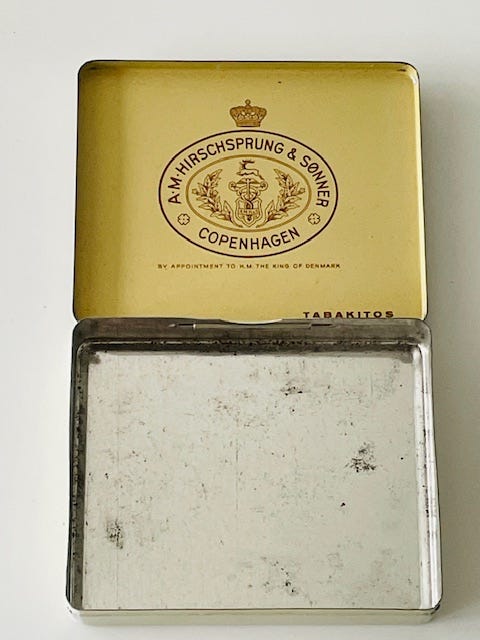 A·M·HIRSCHSPRUNG & SØNNER
COPENHAGEN
BY APPOINTMENT TO H.M. THE KING OF DENMARK
TABAKITOS